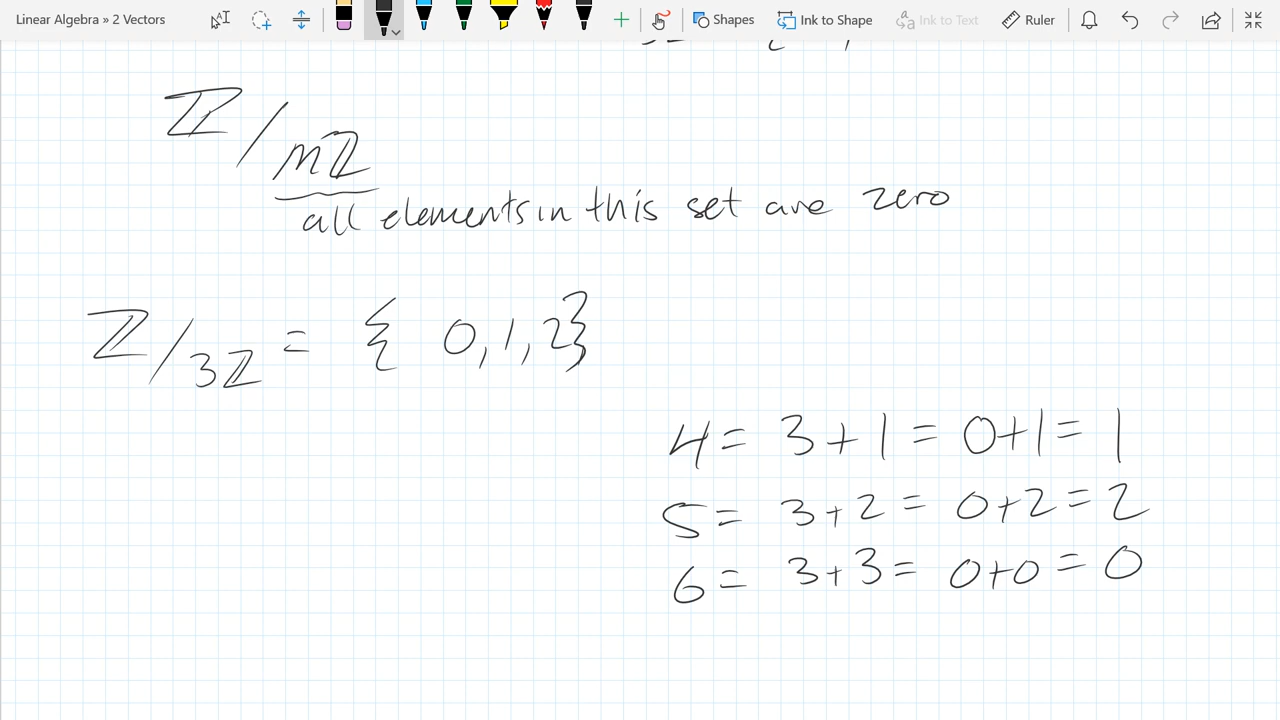 Linear Algebra » 2 Vectors
Shapes
Ink to Shape
Ink to Text
Ruler
ℤ/mℤ
all elements in this set are zero
ℤ/3ℤ = { 0, 1, 2}
4 = 3 + 1 = 0+1 = 1
5 = 3+2 = 0+2 = 2
6 = 3+3 = 0+0 = 0